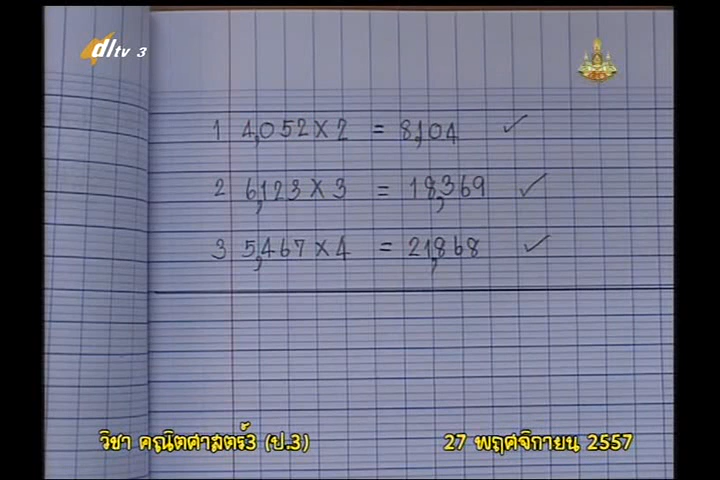 dltv 3
1 4,052 × 2 = 8,104 ✓
2 6,123 × 3 = 18,369 ✓
3 5,467 × 4 = 21,868 ✓
วิชา คณิตศาสตร์3 (ป.3) 27 พฤศจิกายน 2557